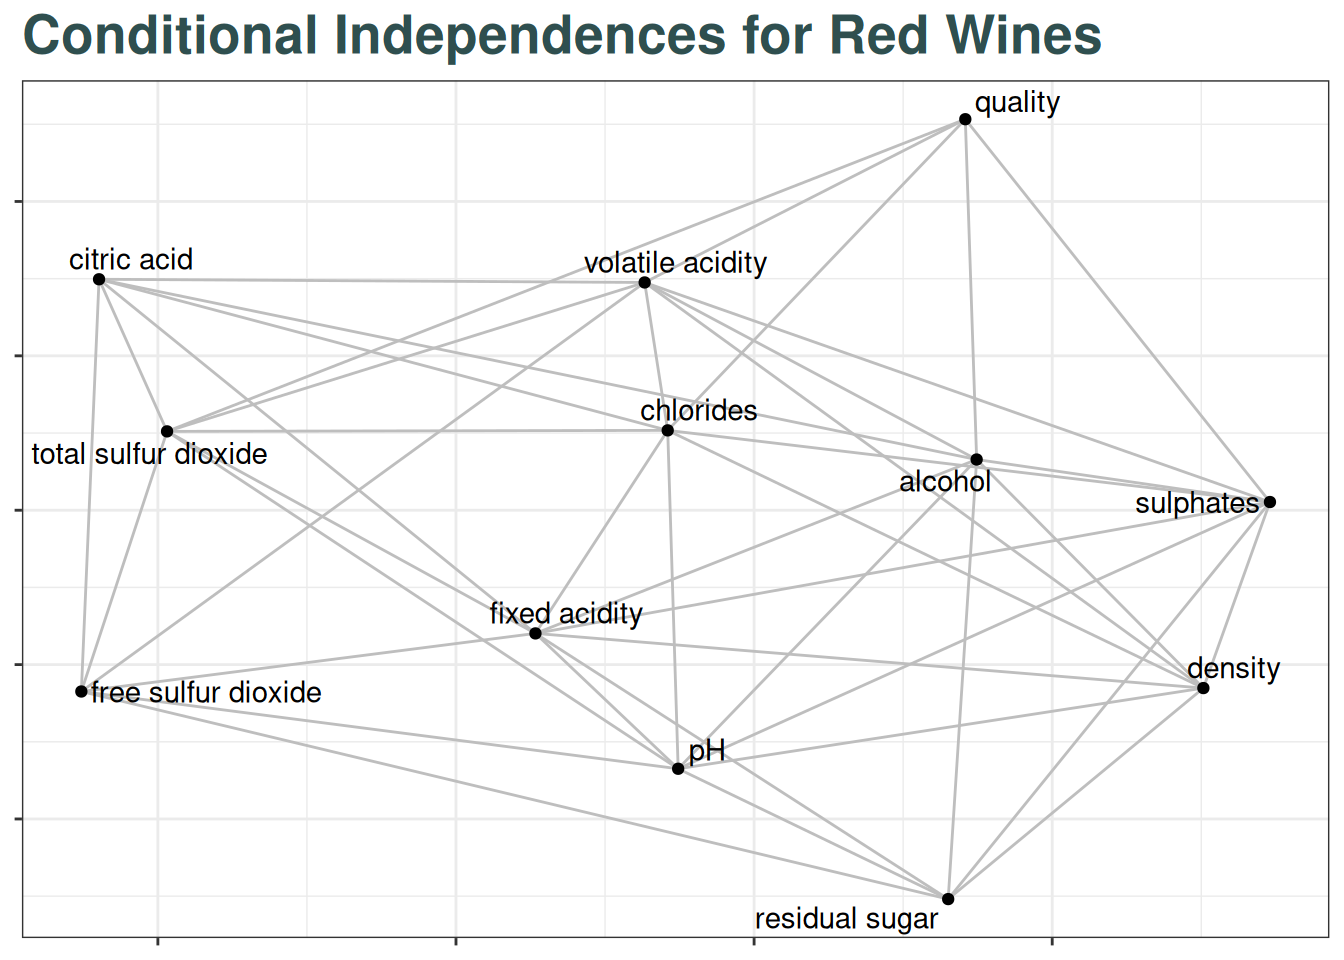 Conditional Independences for Red Wines
quality
citric acid
volatile acidity
chlorides
total sulfur dioxide
alcohol
sulphates
fixed acidity
density
free sulfur dioxide
pH
residual sugar